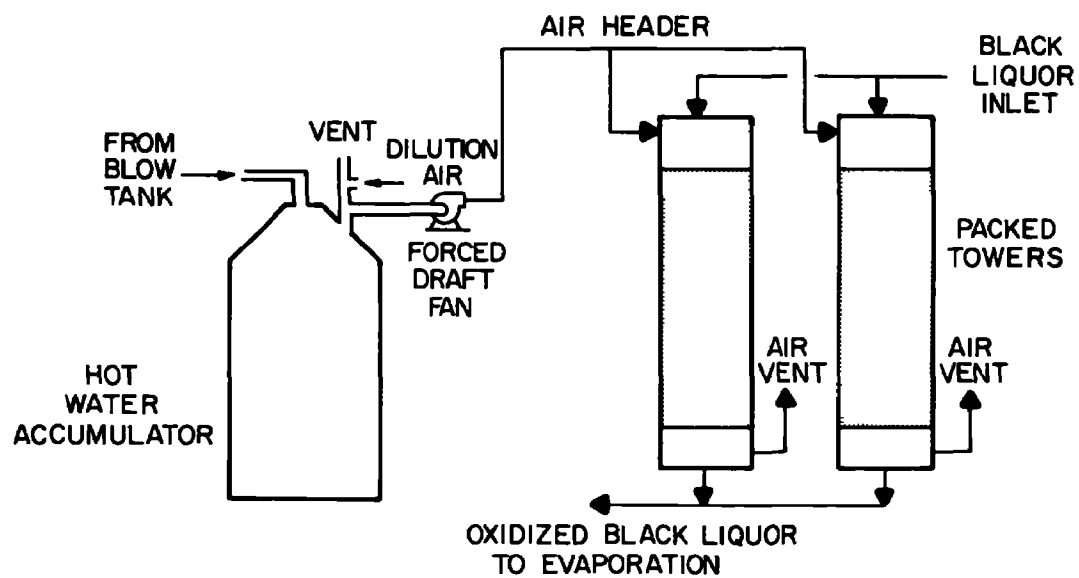 AIR HEADER
BLACK
LIQUOR
INLET
FROM
BLOW
TANK
VENT
DILUTION
AIR
FORCED
DRAFT
FAN
PACKED
TOWERS
HOT
WATER
ACCUMULATOR
AIR
VENT
AIR
VENT
OXIDIZED BLACK LIQUOR
TO EVAPORATION